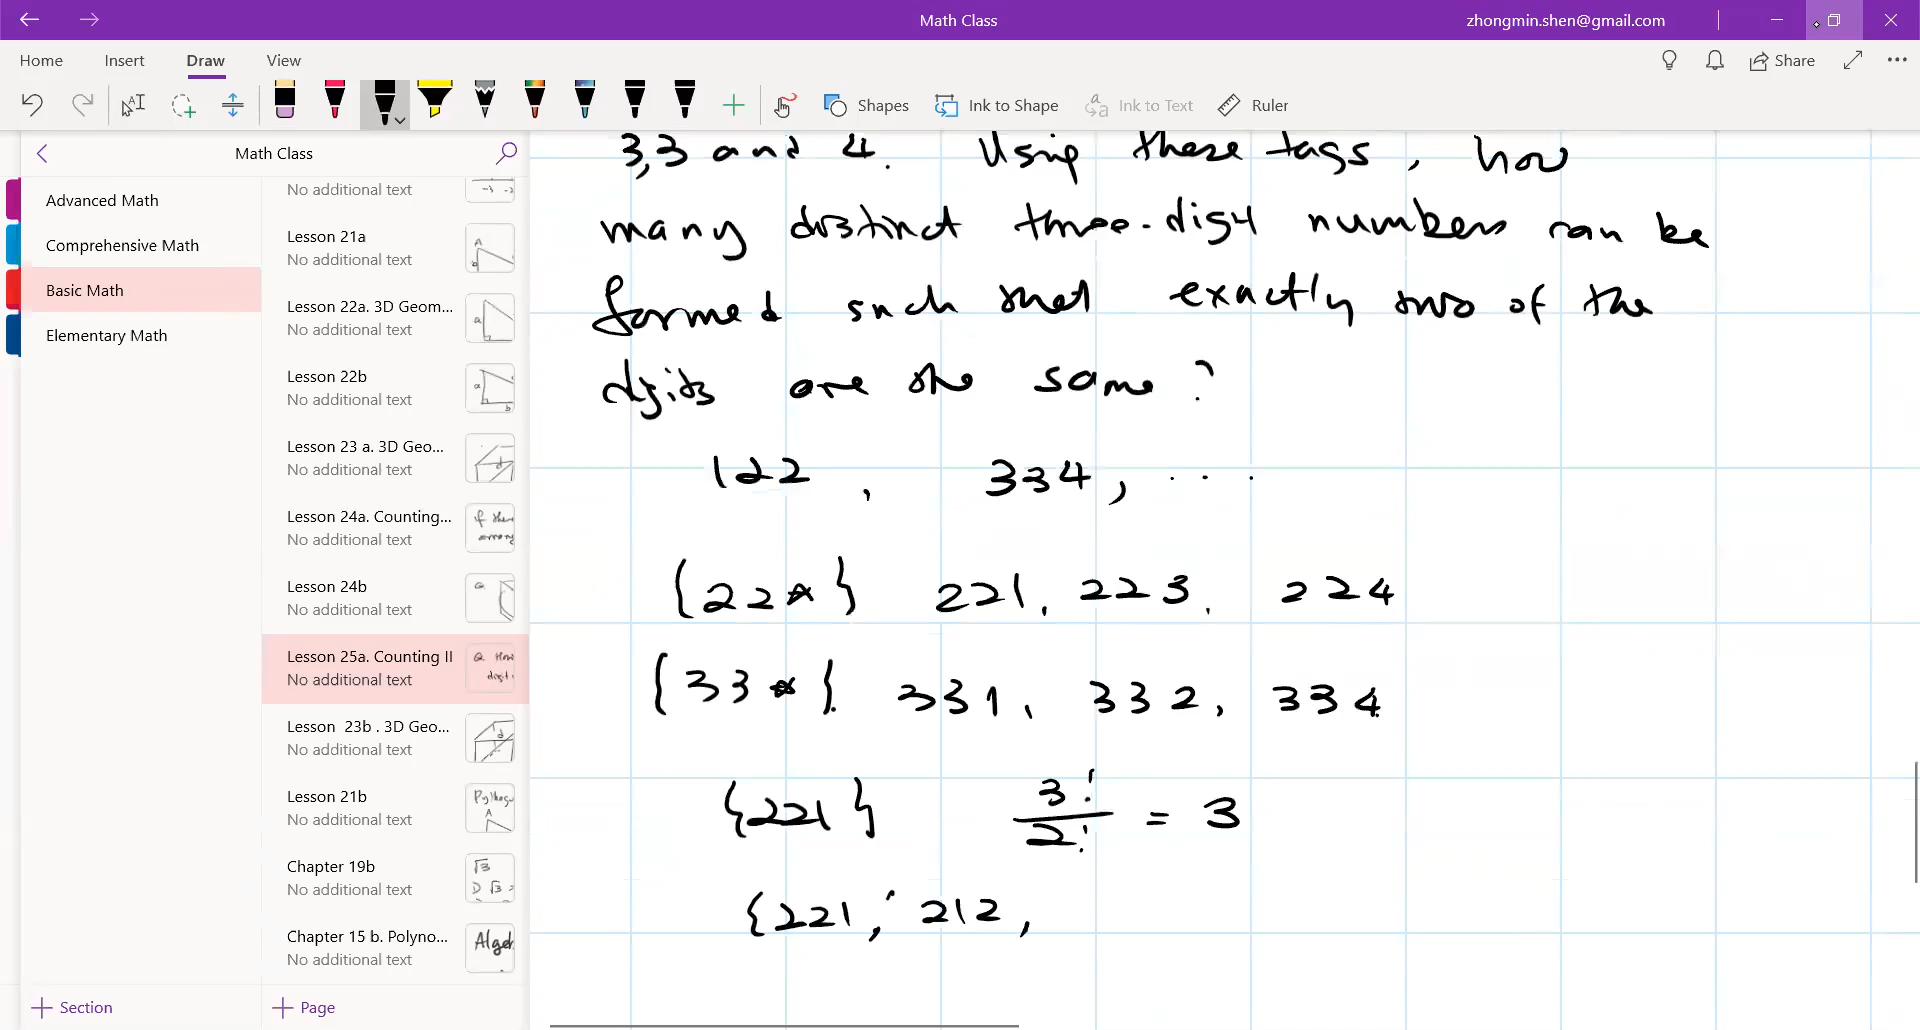 Math Class
zhongmin.shen@gmail.com
Home
Insert
Draw
View
Share
Shapes
Ink to Shape
Ink to Text
Ruler
Math Class
Advanced Math
Comprehensive Math
Basic Math
Elementary Math
No additional text
Lesson 21a
No additional text
Lesson 22a. 3D Geom...
No additional text
Lesson 22b
No additional text
Lesson 23 a. 3D Geo...
No additional text
Lesson 24a. Counting...
No additional text
Lesson 24b
No additional text
Lesson 25a. Counting II
No additional text
Lesson 23b . 3D Geo...
No additional text
Lesson 21b
No additional text
Chapter 19b
No additional text
Chapter 15 b. Polyno...
No additional text
Section
Page
3,3 and 4. Using these tags, how
many distinct three-digit numbers can be
formed such that exactly two of the
digits are the same?
122, 334, ...
{22*} 221, 223, 224
{33*}. 331, 332, 334.
{221} 3!/2! = 3
{221, 212,